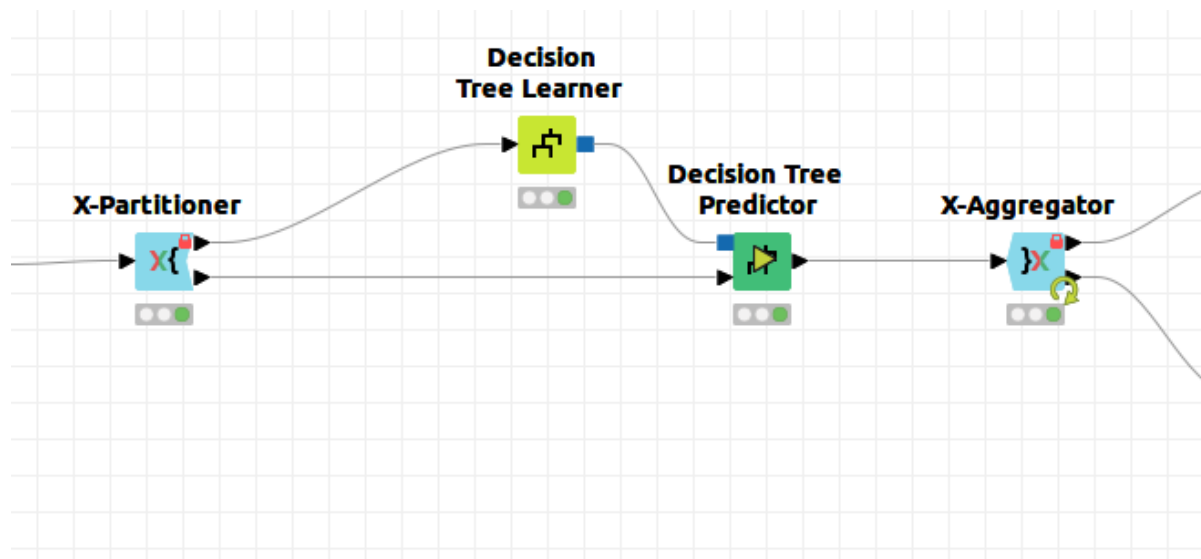 Decision
Tree Learner
Decision Tree
Predictor
X-Partitioner
X-Aggregator
X{
}X